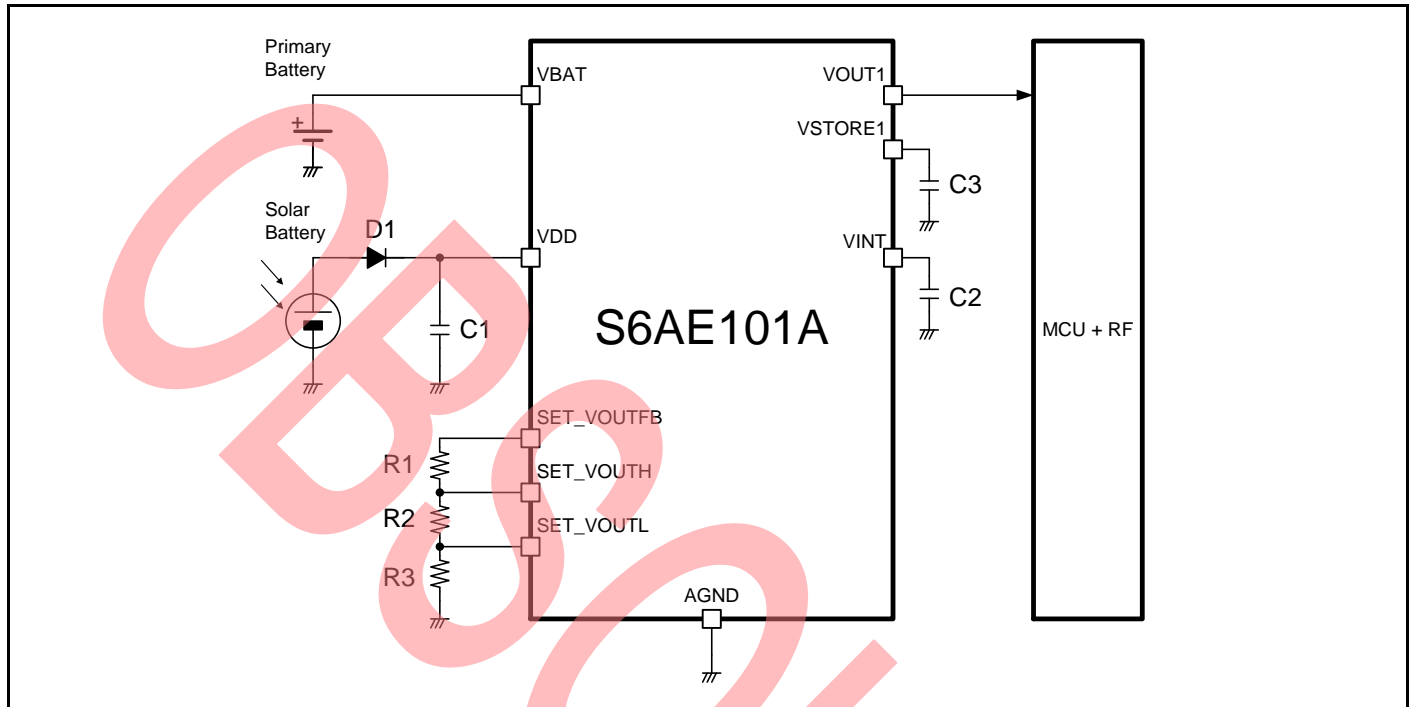 Primary
Battery
VBAT
VOUT1
VSTORE1
+
C3
Solar
Battery
D1
VDD
VINT
C2
C1
S6AE101A
MCU + RF
SET_VOUTFB
R1
SET_VOUTH
R2
SET_VOUTL
R3
AGND
OBSOL